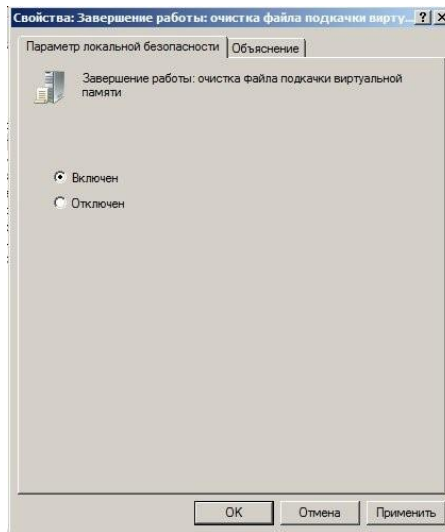 Свойства: Завершение работы: очистка файла подкачки вирту...
Параметр локальной безопасности
Объяснение
Завершение работы: очистка файла подкачки виртуальной
памяти
Включен
Отключен
OK
Отмена
Применить